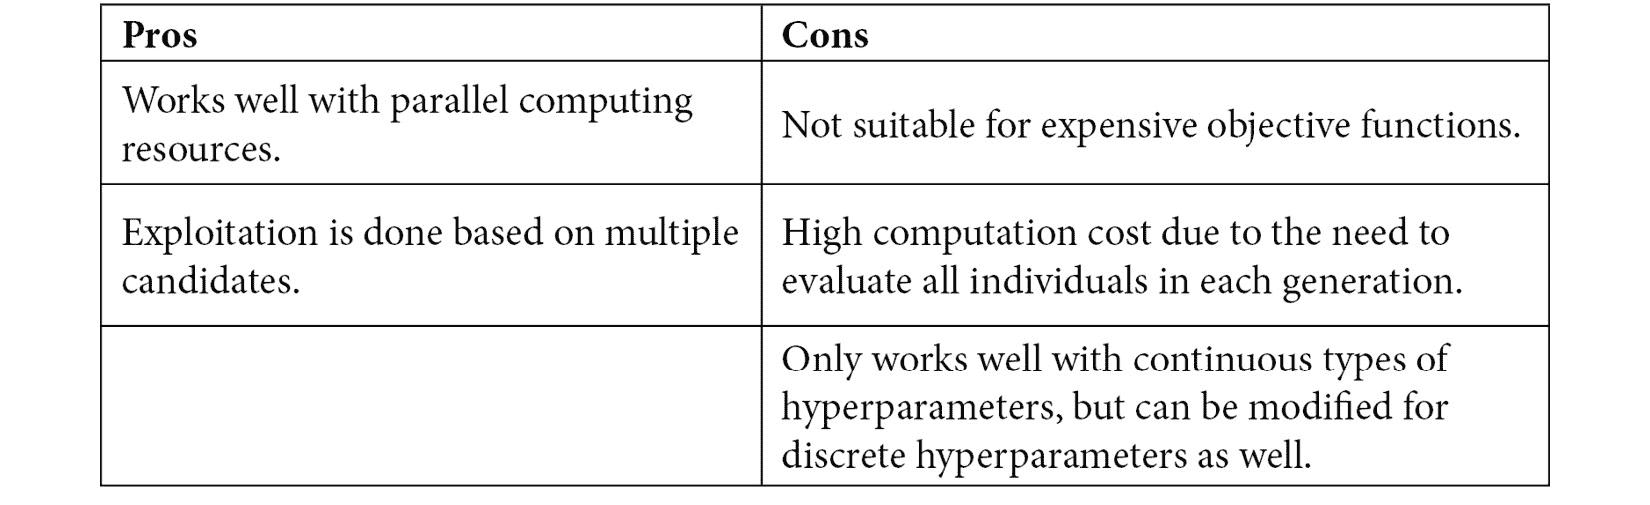 Pros
Cons
Works well with parallel computing
resources.
Not suitable for expensive objective functions.
Exploitation is done based on multiple
candidates.
High computation cost due to the need to
evaluate all individuals in each generation.
Only works well with continuous types of
hyperparameters, but can be modified for
discrete hyperparameters as well.